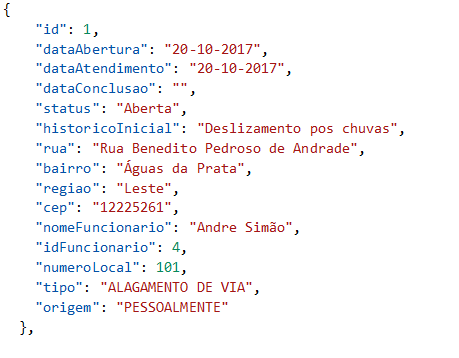 {
"id": 1,
"dataAbertura": "20-10-2017",
"dataAtendimento": "20-10-2017",
"dataConclusao": "",
"status": "Aberta",
"historicoInicial": "Deslizamento pos chuvas",
"rua": "Rua Benedito Pedroso de Andrade",
"bairro": "Águas da Prata",
"regiao": "Leste",
"cep": "12225261",
"nomeFuncionario": "Andre Simão",
"idFuncionario": 4,
"numeroLocal": 101,
"tipo": "ALAGAMENTO DE VIA",
"origem": "PESSOALMENTE"
},